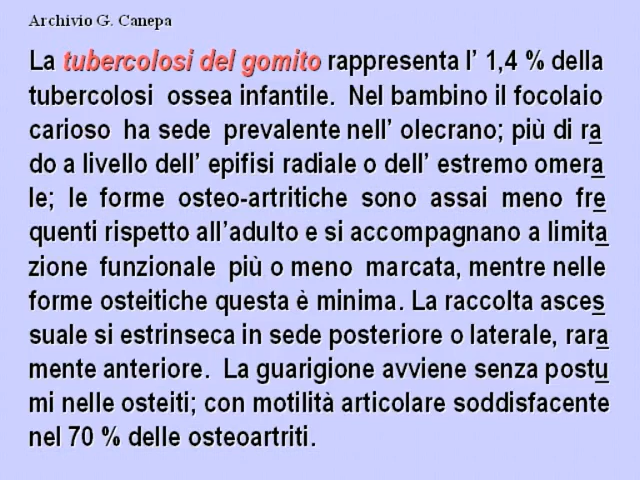 Archivio G. Canepa
La tubercolosi del gomito rappresenta l’ 1,4 % della
tubercolosi ossea infantile. Nel bambino il focolaio
carioso ha sede prevalente nell’ olecrano; più di ra
do a livello dell’ epifisi radiale o dell’ estremo omera
le; le forme osteo-artritiche sono assai meno fre
quenti rispetto all’adulto e si accompagnano a limita
zione funzionale più o meno marcata, mentre nelle
forme osteitiche questa è minima. La raccolta asces
suale si estrinseca in sede posteriore o laterale, rara
mente anteriore. La guarigione avviene senza postu
mi nelle osteiti; con motilità articolare soddisfacente
nel 70 % delle osteoartriti.